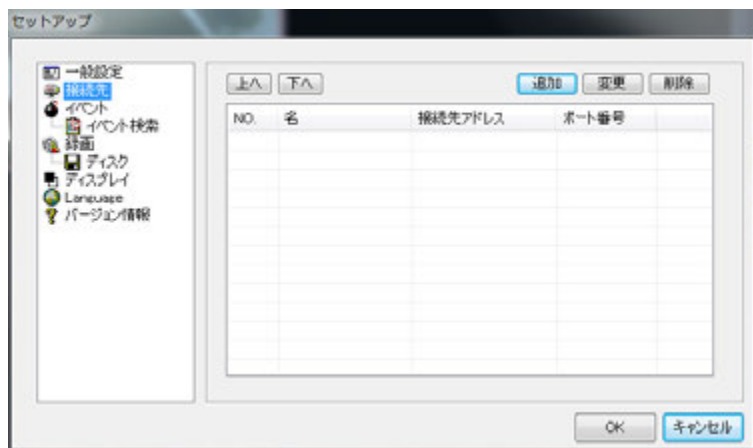 セットアップ
一般設定
接続先
イベント
イベント検索
録画
ディスク
ディスプレイ
Language
バージョン情報
上へ 下へ 追加 変更 削除
NO. 名 接続先アドレス ポート番号
OK キャンセル